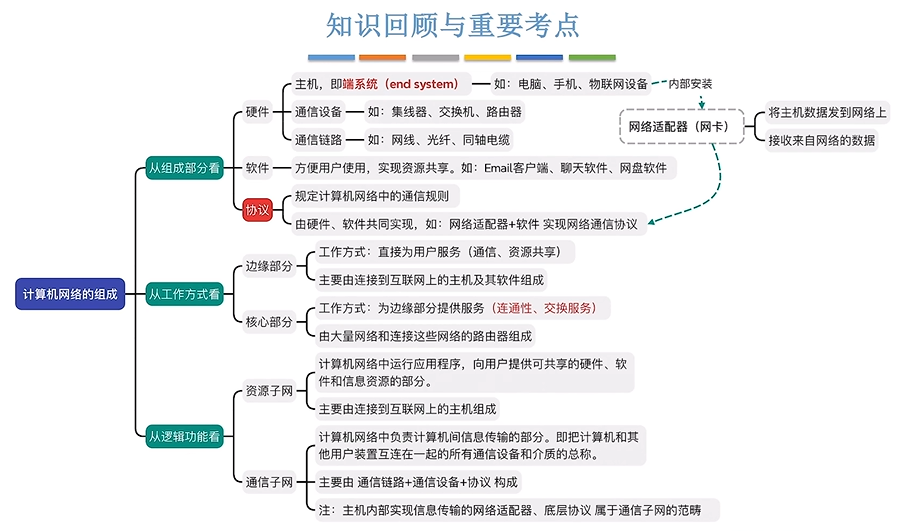 知识回顾与重要考点
计算机网络的组成
从组成部分看
硬件
主机，即端系统（end system）
如：电脑、手机、物联网设备
内部安装
网络适配器（网卡）
将主机数据发到网络上
接收来自网络的数据
通信设备
如：集线器、交换机、路由器
通信链路
如：网线、光纤、同轴电缆
软件
方便用户使用，实现资源共享。如：Email客户端、聊天软件、网盘软件
协议
规定计算机网络中的通信规则
由硬件、软件共同实现，如：网络适配器+软件 实现网络通信协议
从工作方式看
边缘部分
工作方式：直接为用户服务（通信、资源共享）
主要由连接到互联网上的主机及其软件组成
核心部分
工作方式：为边缘部分提供服务（连通性、交换服务）
由大量网络和连接这些网络的路由器组成
从逻辑功能看
资源子网
计算机网络中运行应用程序，向用户提供可共享的硬件、软
件和信息资源的部分。
主要由连接到互联网上的主机组成
通信子网
计算机网络中负责计算机间信息传输的部分。即把计算机和其
他用户装置互连在一起的所有通信设备和介质的总称。
主要由 通信链路+通信设备+协议 构成
注：主机内部实现信息传输的网络适配器、底层协议 属于通信子网的范畴